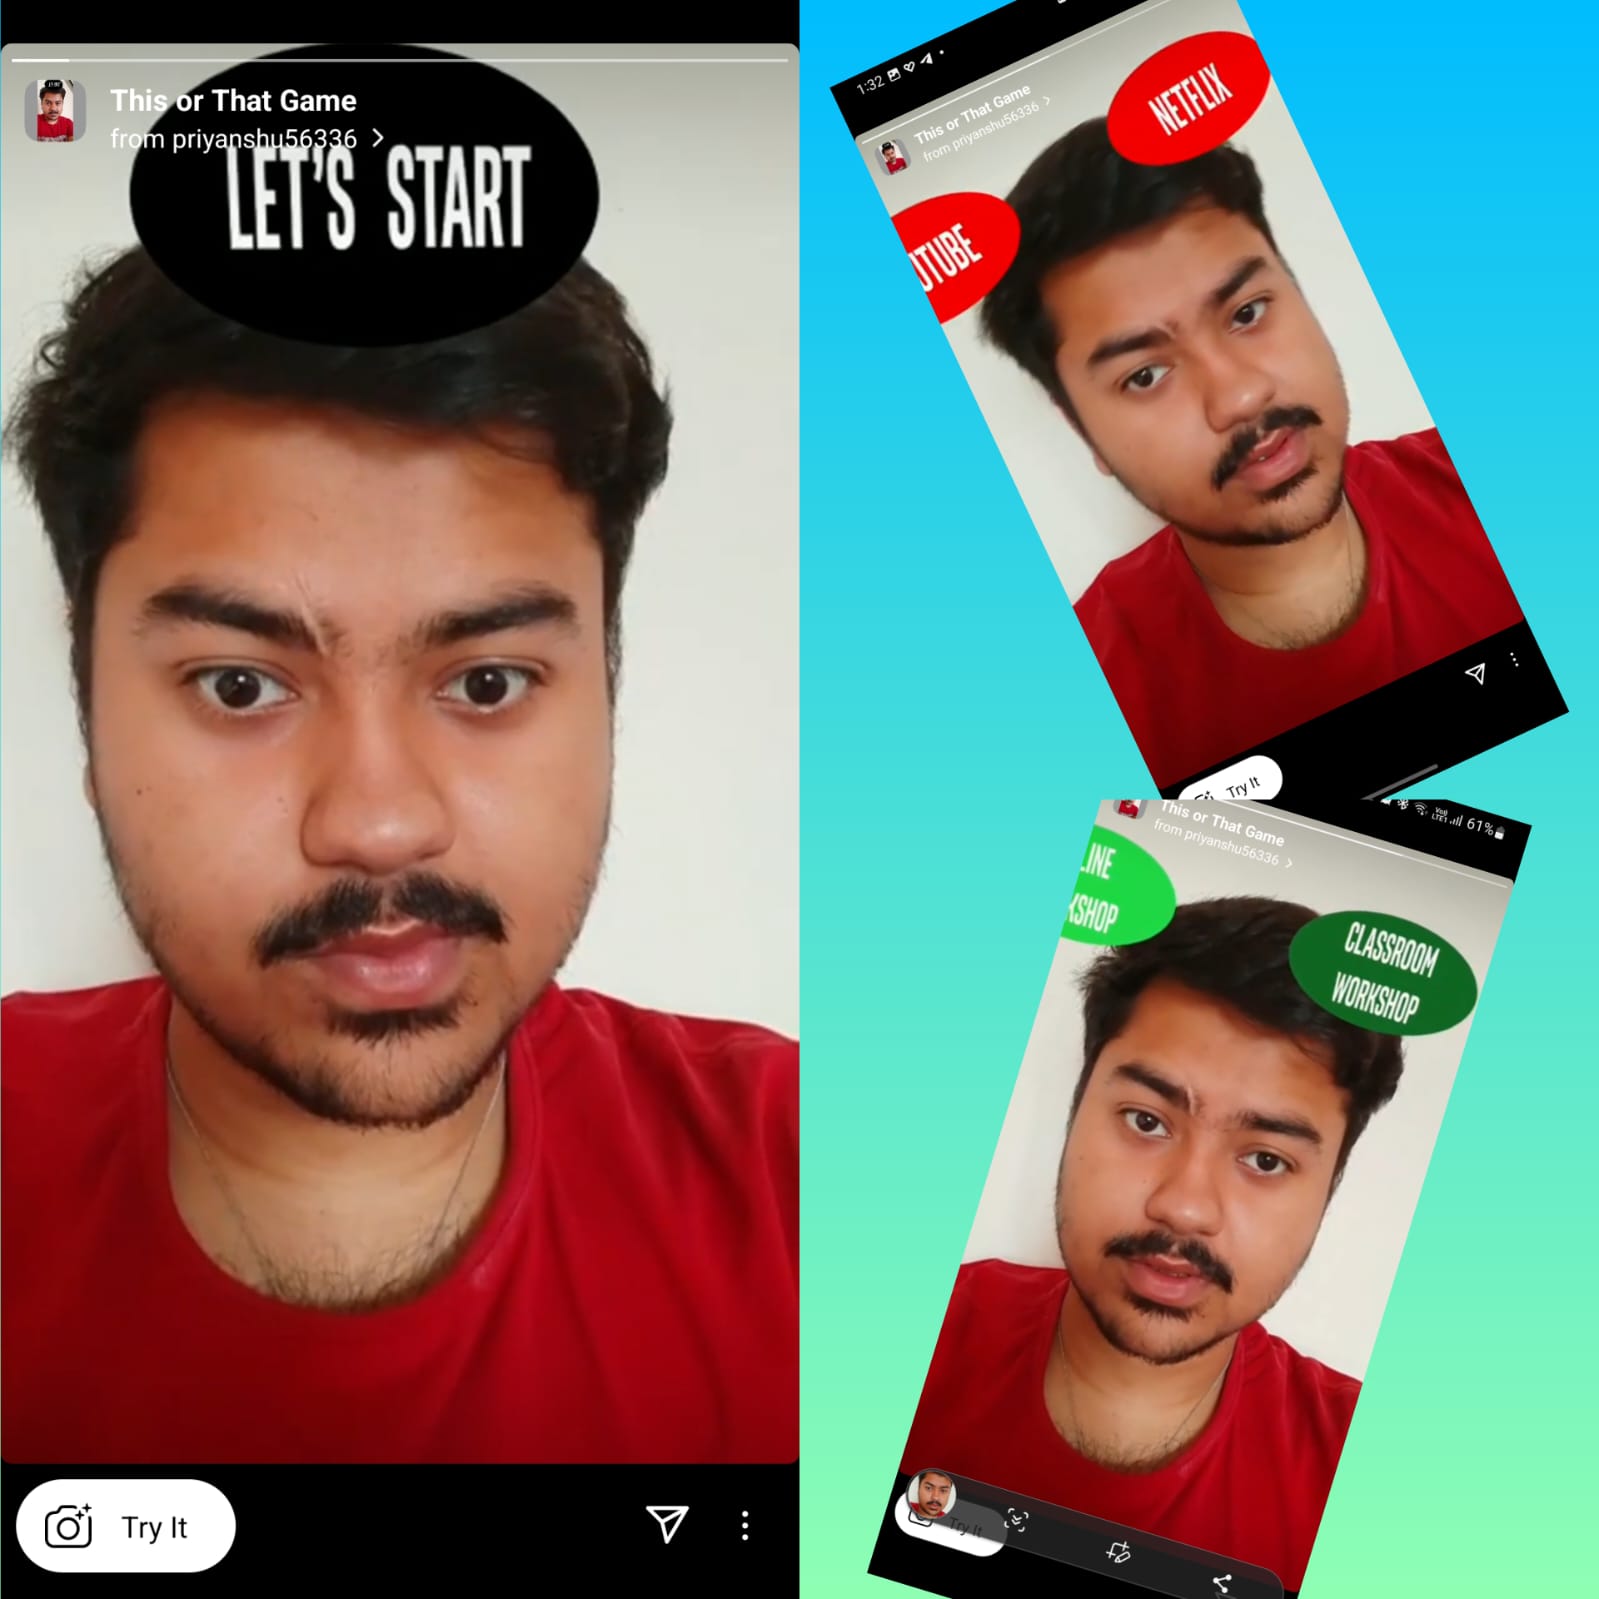 This or That Game
from priyanshu56336
LET'S START
Try It
1:32
This or That Game
from priyanshu56336
NETFLIX
UTUBE
Try It
61%
This or That Game
from priyanshu56336
LINE
KSHOP
CLASSROOM
WORKSHOP
Try It